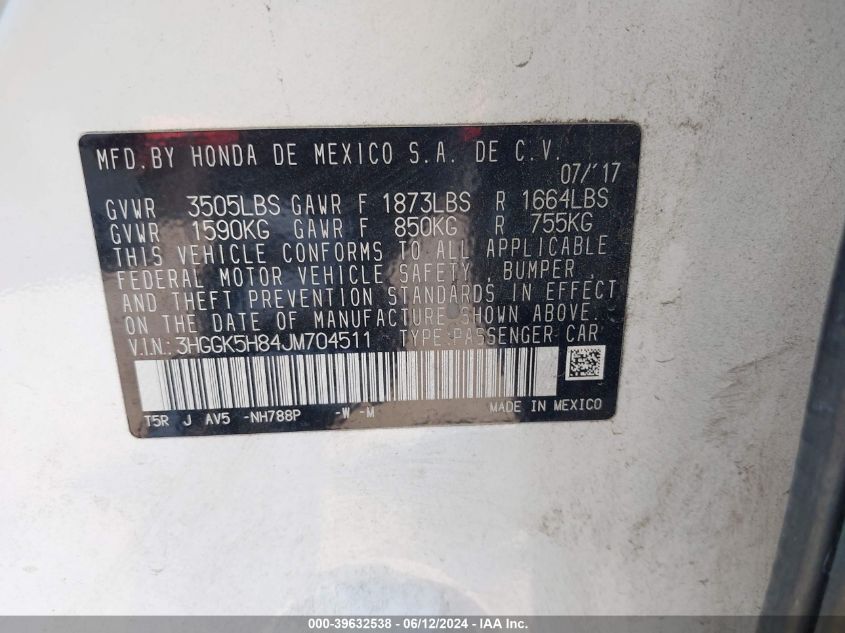 MFD. BY HONDA DE MEXICO S.A. DE C.V.
07/'17
GVWR 3505LBS GAWR F 1873LBS R 1664LBS
GVWR 1590KG GAWR F 850KG R 755KG
THIS VEHICLE CONFORMS TO ALL APPLICABLE
FEDERAL MOTOR VEHICLE SAFETY, BUMPER,
AND THEFT PREVENTION STANDARDS IN EFFECT
ON THE DATE OF MANUFACTURE SHOWN ABOVE.
V.I.N.: 3HGGK5H84JM704511 TYPE:PASSENGER CAR
T5R J AV5 -NH788P -W -M MADE IN MEXICO
000-39632538 - 06/12/2024 - IAA Inc.